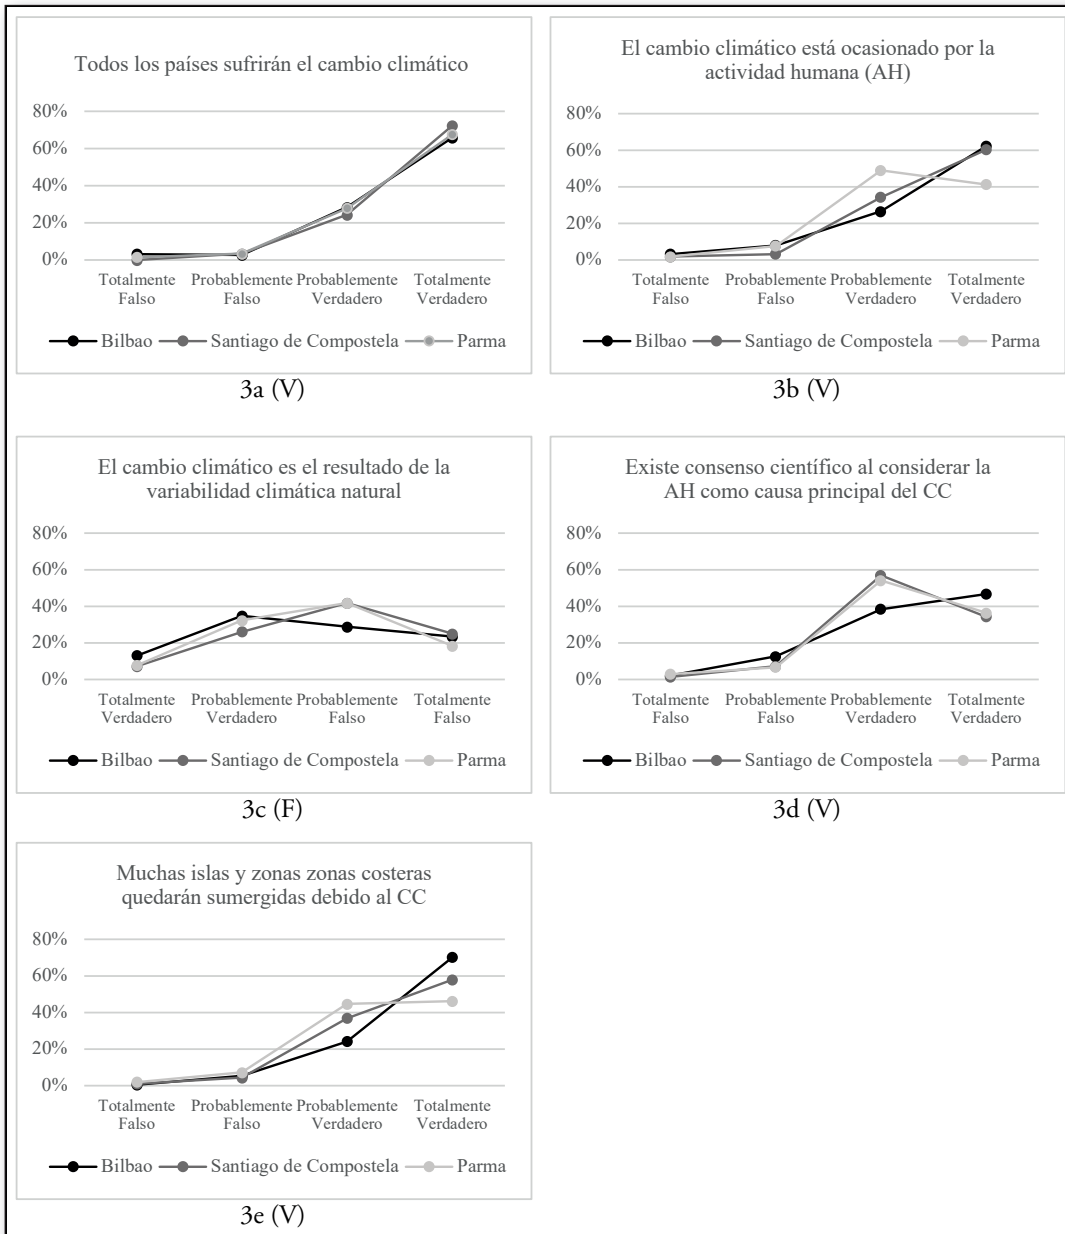 Todos los países sufrirán el cambio climático
80%
60%
40%
20%
0%
Totalmente Falso
Probablemente Falso
Probablemente Verdadero
Totalmente Verdadero
Bilbao Santiago de Compostela Parma
3a (V)
El cambio climático está ocasionado por la
actividad humana (AH)
80%
60%
40%
20%
0%
Totalmente Falso
Probablemente Falso
Probablemente Verdadero
Totalmente Verdadero
Bilbao Santiago de Compostela Parma
3b (V)
El cambio climático es el resultado de la
variabilidad climática natural
80%
60%
40%
20%
0%
Totalmente Verdadero
Probablemente Verdadero
Probablemente Falso
Totalmente Falso
Bilbao Santiago de Compostela Parma
3c (F)
Existe consenso científico al considerar la
AH como causa principal del CC
80%
60%
40%
20%
0%
Totalmente Falso
Probablemente Falso
Probablemente Verdadero
Totalmente Verdadero
Bilbao Santiago de Compostela Parma
3d (V)
Muchas islas y zonas zonas costeras
quedarán sumergidas debido al CC
80%
60%
40%
20%
0%
Totalmente Falso
Probablemente Falso
Probablemente Verdadero
Totalmente Verdadero
Bilbao Santiago de Compostela Parma
3e (V)